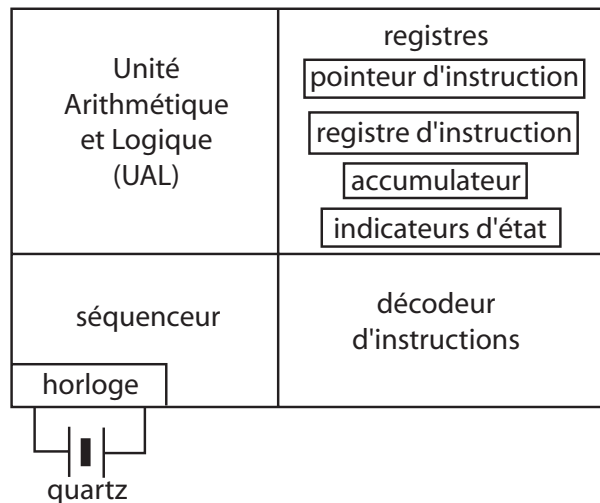 Unité
Arithmétique
et Logique
(UAL)
registres
pointeur d'instruction
registre d'instruction
accumulateur
indicateurs d'état
séquenceur
décodeur
d'instructions
horloge
quartz